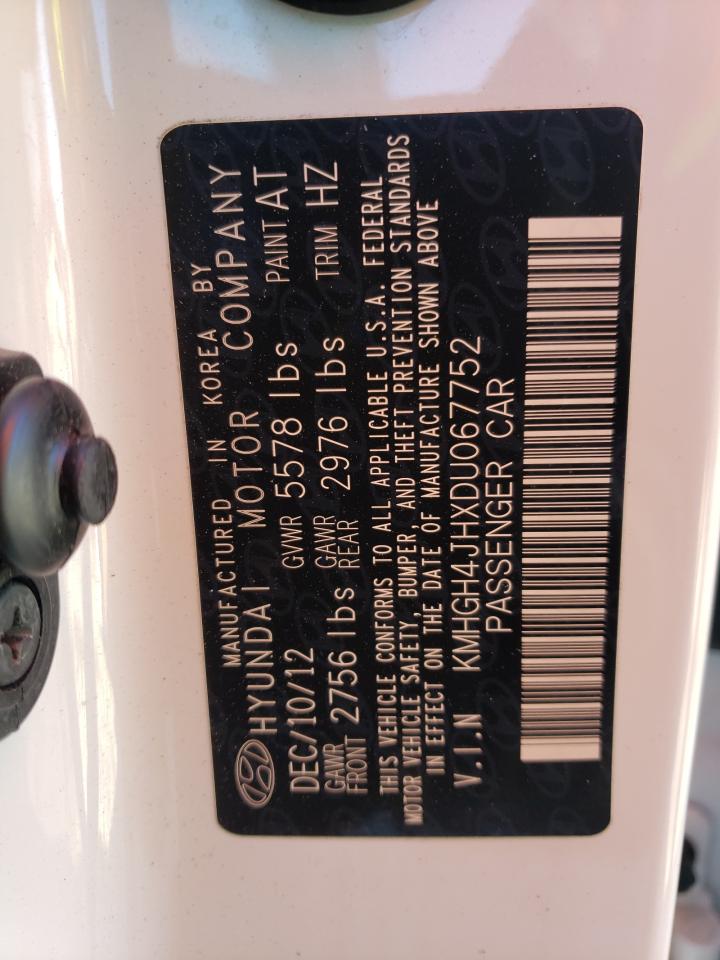 MANUFACTURED IN KOREA BY
HYUNDAI MOTOR COMPANY
DEC/10/12 GVWR 5578 lbs PAINT AT
GAWR FRONT 2756 lbs GAWR REAR 2976 lbs TRIM HZ
THIS VEHICLE CONFORMS TO ALL APPLICABLE U.S.A. FEDERAL
MOTOR VEHICLE SAFETY, BUMPER, AND THEFT PREVENTION STANDARDS
IN EFFECT ON THE DATE OF MANUFACTURE SHOWN ABOVE
V.I.N KMHGH4JHXDU067752
PASSENGER CAR